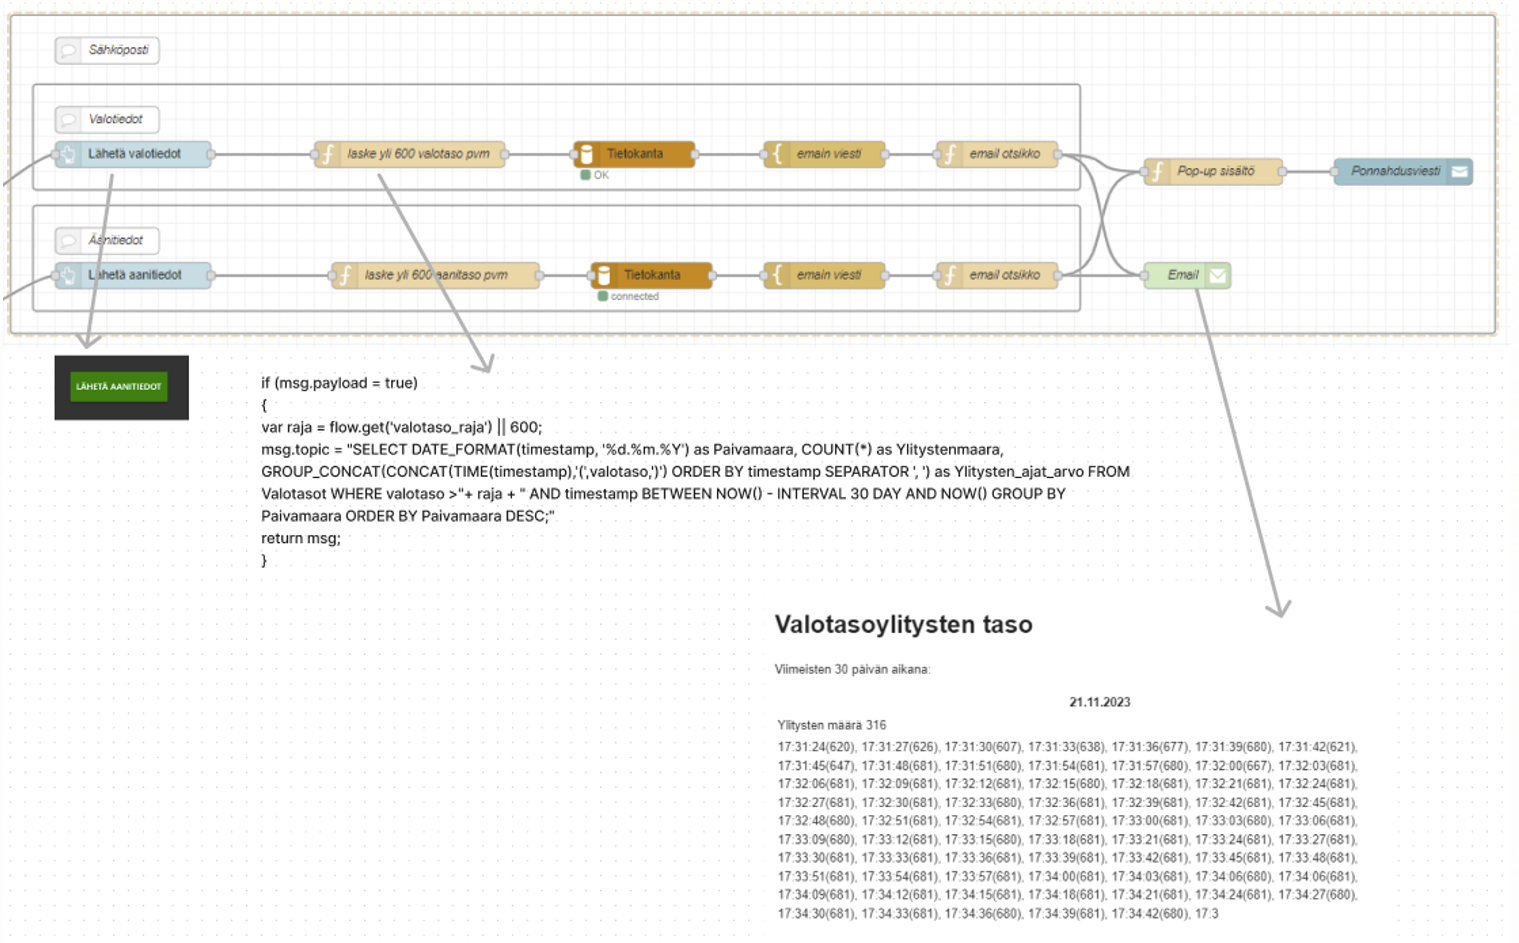 Sähköposti
Valotiedot
Lähetä valotiedot
laske yli 600 valotaso pvm
Tietokanta
OK
emain viesti
email otsikko
Pop-up sisältö
Ponnahdusviesti
Äänitiedot
Lähetä aanitiedot
laske yli 600 aanitaso pvm
Tietokanta
connected
emain viesti
email otsikko
Email
LÄHETÄ AANITIEDOT
if (msg.payload = true)
{
var raja = flow.get('valotaso_raja') || 600;
msg.topic = "SELECT DATE_FORMAT(timestamp, '%d.%m.%Y') as Paivamaara, COUNT(*) as Ylitystenmaara,
GROUP_CONCAT(CONCAT(TIME(timestamp),'(',valotaso,')') ORDER BY timestamp SEPARATOR ', ') as Ylitysten_ajat_arvo FROM
Valotasot WHERE valotaso >"+ raja + " AND timestamp BETWEEN NOW() - INTERVAL 30 DAY AND NOW() GROUP BY
Paivamaara ORDER BY Paivamaara DESC;"
return msg;
}
Valotasoylitysten taso
Viimeisten 30 päivän aikana:
21.11.2023
Ylitysten määrä 316
17:31:24(620), 17:31:27(626), 17:31:30(607), 17:31:33(638), 17:31:36(677), 17:31:39(680), 17:31:42(621),
17:31:45(647), 17:31:48(681), 17:31:51(680), 17:31:54(681), 17:31:57(680), 17:32:00(667), 17:32:03(681),
17:32:06(681), 17:32:09(681), 17:32:12(681), 17:32:15(680), 17:32:18(681), 17:32:21(681), 17:32:24(681),
17:32:27(681), 17:32:30(681), 17:32:33(680), 17:32:36(681), 17:32:39(681), 17:32:42(681), 17:32:45(681),
17:32:48(680), 17:32:51(681), 17:32:54(681), 17:32:57(681), 17:33:00(681), 17:33:03(680), 17:33:06(681),
17:33:09(680), 17:33:12(681), 17:33:15(680), 17:33:18(681), 17:33:21(681), 17:33:24(681), 17:33:27(681),
17:33:30(681), 17:33:33(681), 17:33:36(681), 17:33:39(681), 17:33:42(681), 17:33:45(681), 17:33:48(681),
17:33:51(681), 17:33:54(681), 17:33:57(681), 17:34:00(681), 17:34:03(681), 17:34:06(680), 17:34:06(681),
17:34:09(681), 17:34:12(681), 17:34:15(681), 17:34:18(681), 17:34:21(681), 17:34:24(681), 17:34:27(680),
17:34:30(681), 17:34:33(681), 17:34:36(680), 17:34:39(681), 17:34:42(680), 17:3